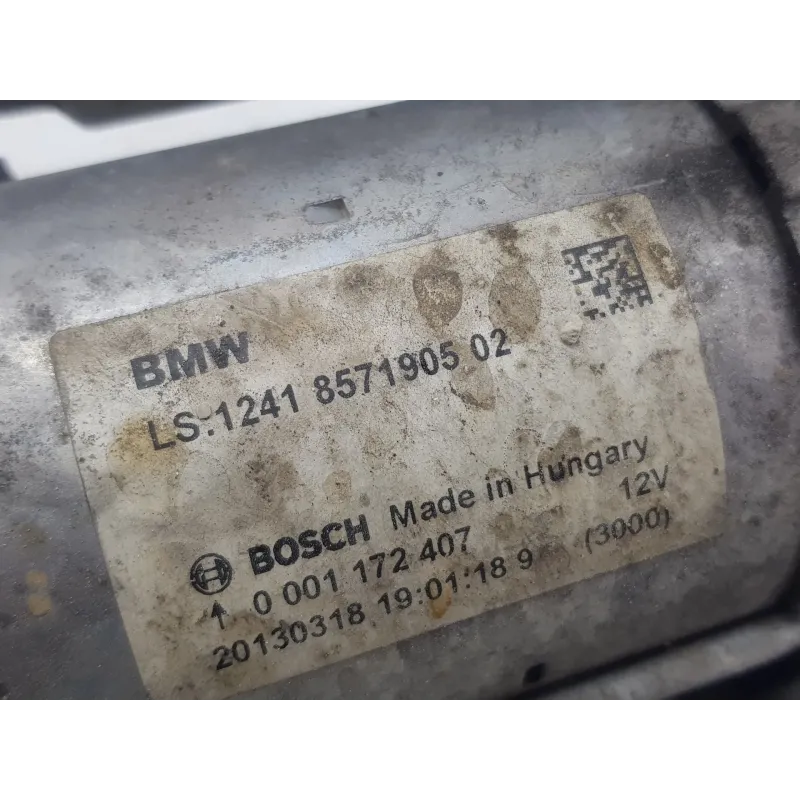 BMW
LS:1241 8571905 02
BOSCH Made in Hungary
0 001 172 407 12V
20130318 19:01:18 9 (3000)